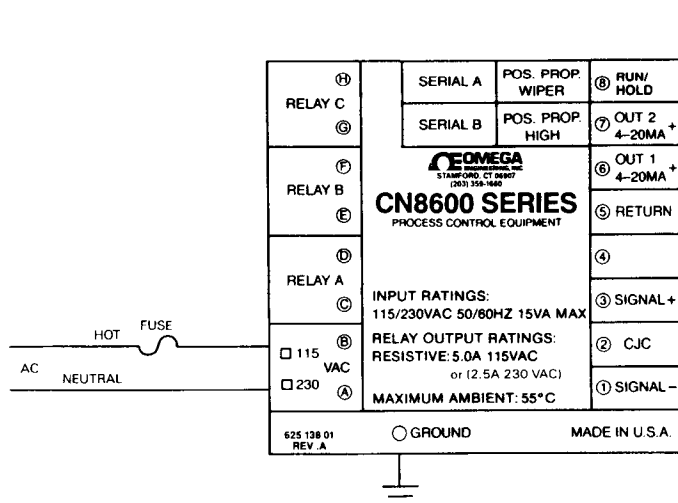 Ⓗ
RELAY C
Ⓖ
Ⓕ
RELAY B
Ⓔ
Ⓓ
RELAY A
Ⓒ
Ⓑ
□ 115
VAC
□ 230
Ⓐ
HOT
FUSE
AC
NEUTRAL
SERIAL A
POS. PROP.
WIPER
SERIAL B
POS. PROP.
HIGH
OMEGA
ENGINEERING, INC
STAMFORD, CT 06907
(203) 359-1660
CN8600 SERIES
PROCESS CONTROL EQUIPMENT
INPUT RATINGS:
115/230VAC 50/60HZ 15VA MAX
RELAY OUTPUT RATINGS:
RESISTIVE: 5.0A 115VAC
or (2.5A 230 VAC)
MAXIMUM AMBIENT: 55°C
⑧ RUN/
HOLD
⑦ OUT 2
4–20MA +
⑥ OUT 1
4–20MA +
⑤ RETURN
④
③ SIGNAL+
② CJC
① SIGNAL–
625 138 01
REV .A
GROUND
MADE IN U.S.A.